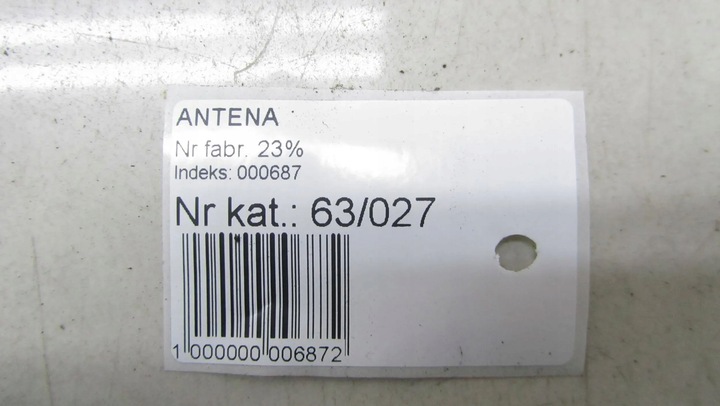 ANTENA
Nr fabr. 23%
Indeks: 000687
Nr kat.: 63/027
1 000000 006872